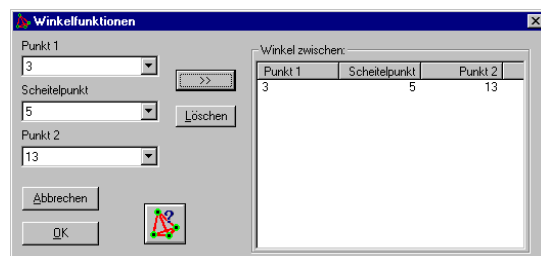 Winkelfunktionen
Punkt 1
3
Scheitelpunkt
5
Punkt 2
13
>>
Löschen
Abbrechen
OK
Winkel zwischen:
Punkt 1 Scheitelpunkt Punkt 2
3 5 13